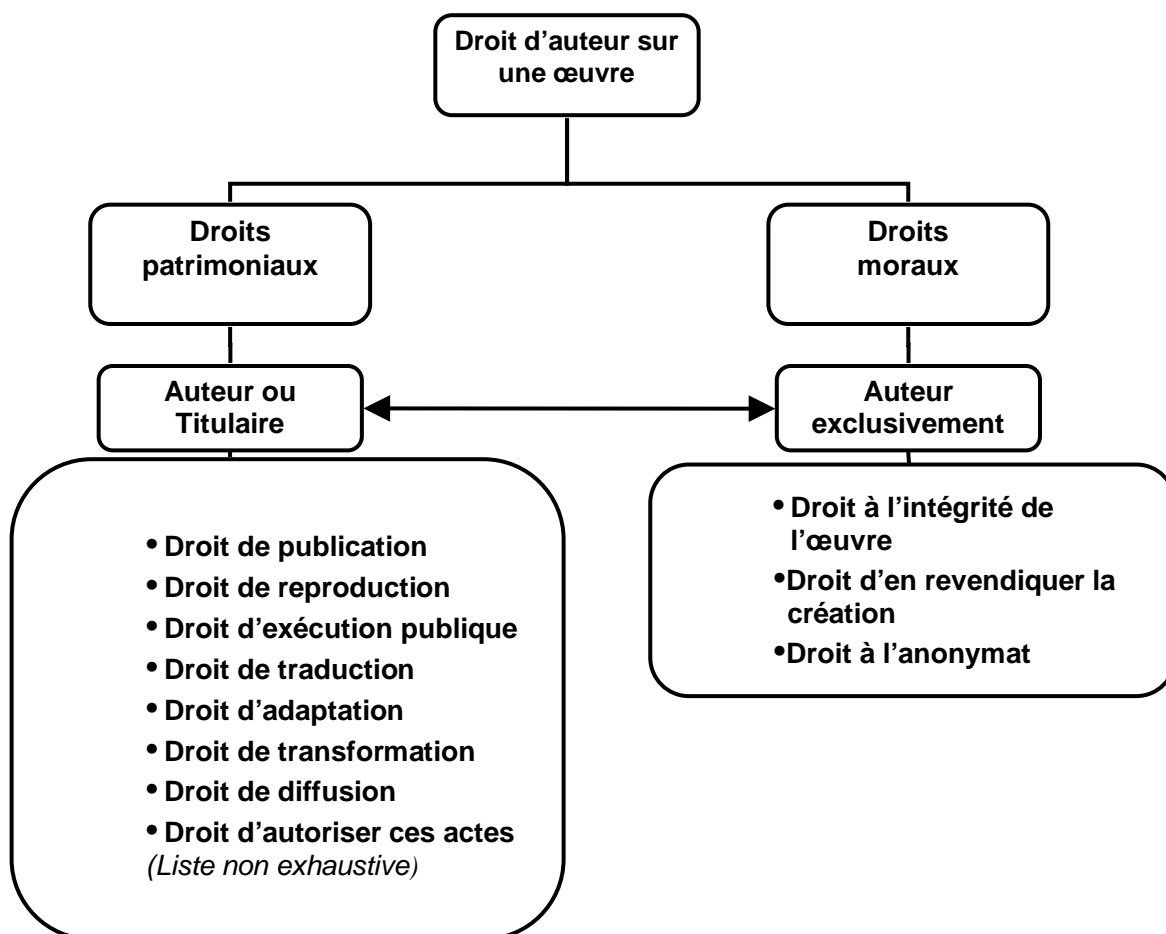 Droit d’auteur sur
une œuvre
Droits
patrimoniaux
Droits
moraux
Auteur ou
Titulaire
Auteur
exclusivement
• Droit de publication
• Droit de reproduction
• Droit d’exécution publique
• Droit de traduction
• Droit d’adaptation
• Droit de transformation
• Droit de diffusion
• Droit d’autoriser ces actes
(Liste non exhaustive)
• Droit à l’intégrité de
l’œuvre
•Droit d’en revendiquer la
création
•Droit à l’anonymat